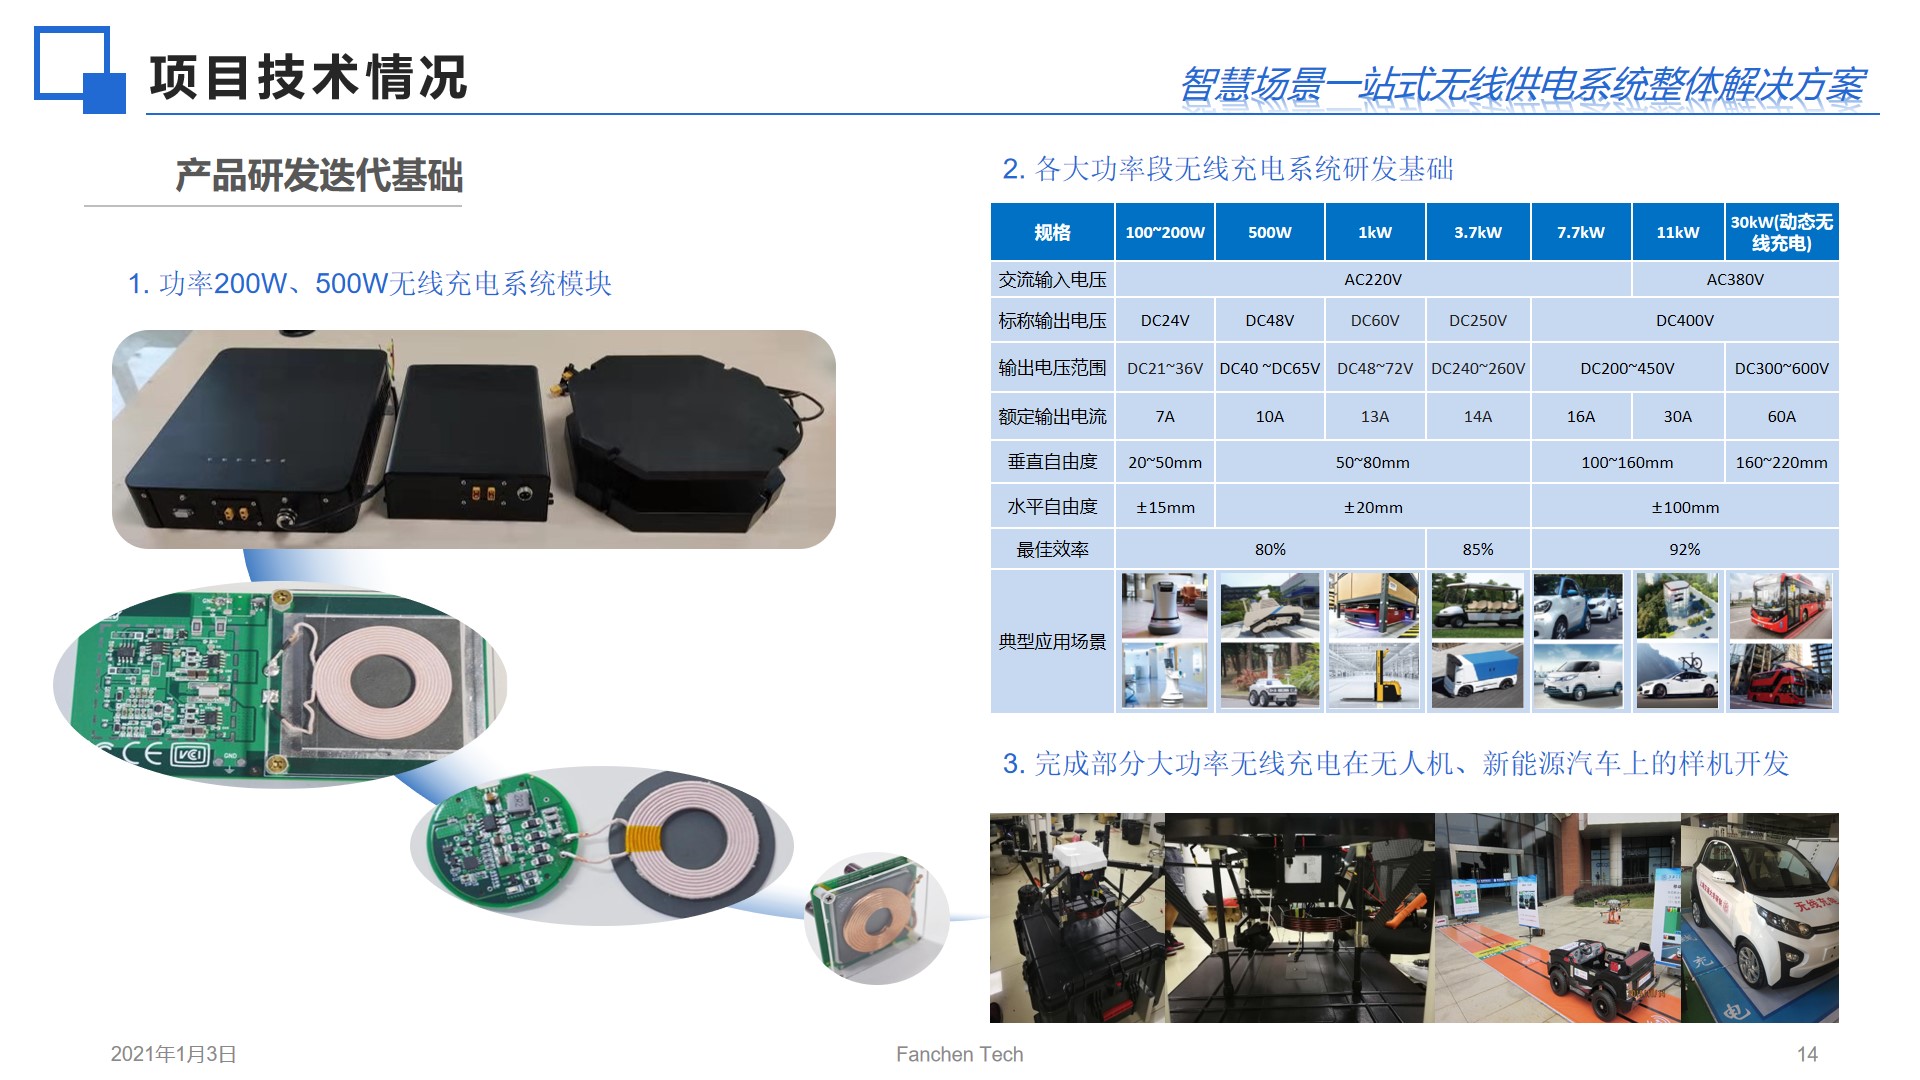 项目技术情况
智慧场景一站式无线供电系统整体解决方案
产品研发迭代基础
1. 功率200W、500W无线充电系统模块
2. 各大功率段无线充电系统研发基础
规格 100~200W 500W 1kW 3.7kW 7.7kW 11kW 30kW(动态无线充电)
交流输入电压 AC220V AC380V
标称输出电压 DC24V DC48V DC60V DC250V DC400V
输出电压范围 DC21~36V DC40 ~DC65V DC48~72V DC240~260V DC200~450V DC300~600V
额定输出电流 7A 10A 13A 14A 16A 30A 60A
垂直自由度 20~50mm 50~80mm 100~160mm 160~220mm
水平自由度 ±15mm ±20mm ±100mm
最佳效率 80% 85% 92%
典型应用场景
3. 完成部分大功率无线充电在无人机、新能源汽车上的样机开发
GND
无线充电
充
电
2021年1月3日
Fanchen Tech
14